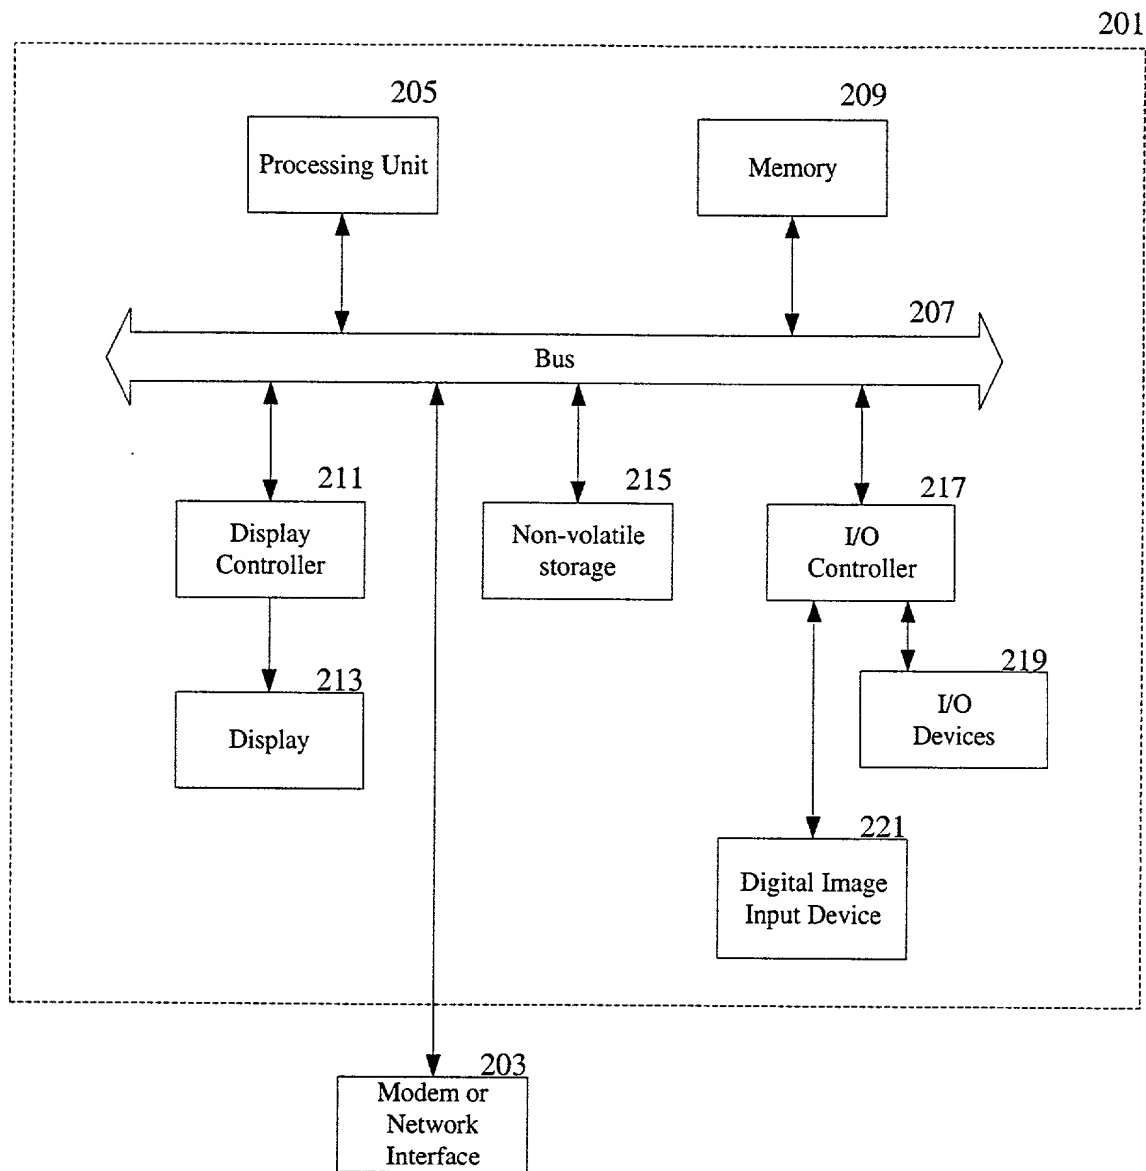 201
205
Processing Unit
209
Memory
207
Bus
211
Display
Controller
215
Non-volatile
storage
217
I/O
Controller
213
Display
219
I/O
Devices
221
Digital Image
Input Device
203
Modem or
Network
Interface